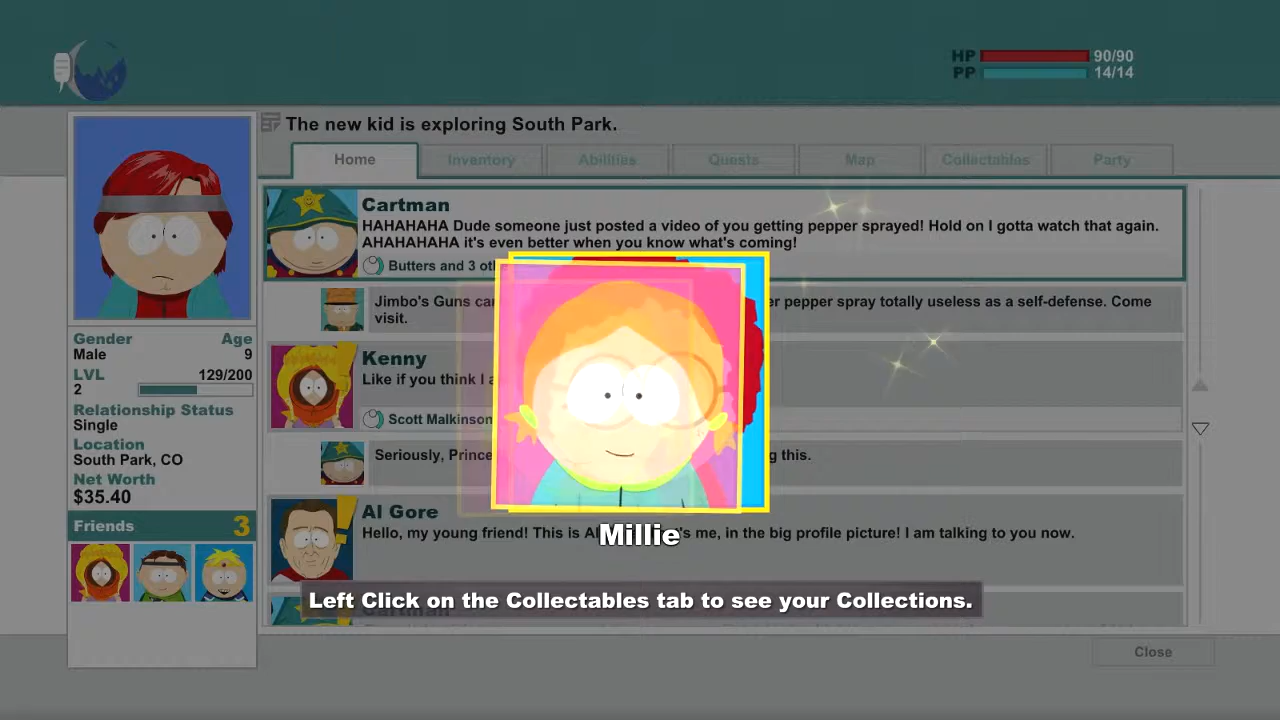 HP 90/90
PP 14/14
The new kid is exploring South Park.
Home Inventory Abilities Quests Map Collectables Party
Cartman
HAHAHAHA Dude someone just posted a video of you getting pepper sprayed! Hold on I gotta watch that again.
AHAHAHAHA it's even better when you know what's coming!
Butters and 3
Jimbo's Guns pepper spray totally useless as a self-defense. Come
visit.
Gender Age
Male 9
LVL 129/200
2
Kenny
Like if you think I
Relationship Status
Single
Scott Malkinson
Location
South Park, CO
Seriously, this.
Net Worth
$35.40
Al Gore
Friends 3
Hello, my young friend! This is me, in the big profile picture! I am talking to you now.
Millie
Left Click on the Collectables tab to see your Collections.
Cartman
Close